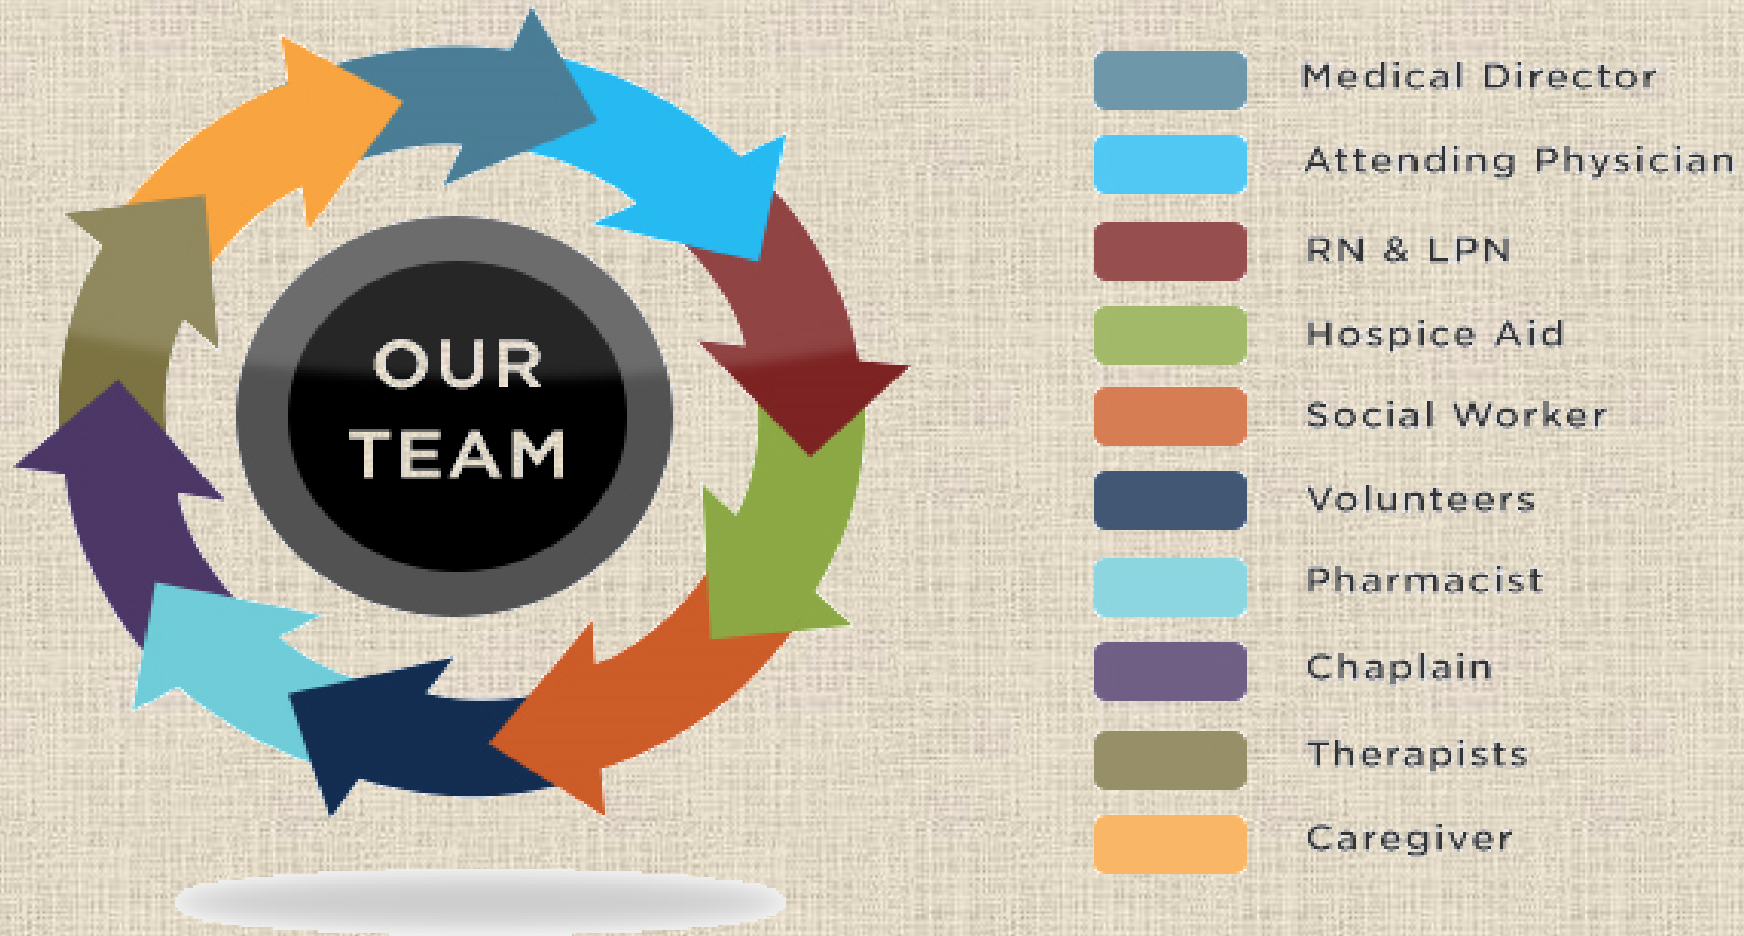 OUR
TEAM
Medical Director
Attending Physician
RN & LPN
Hospice Aid
Social Worker
Volunteers
Pharmacist
Chaplain
Therapists
Caregiver